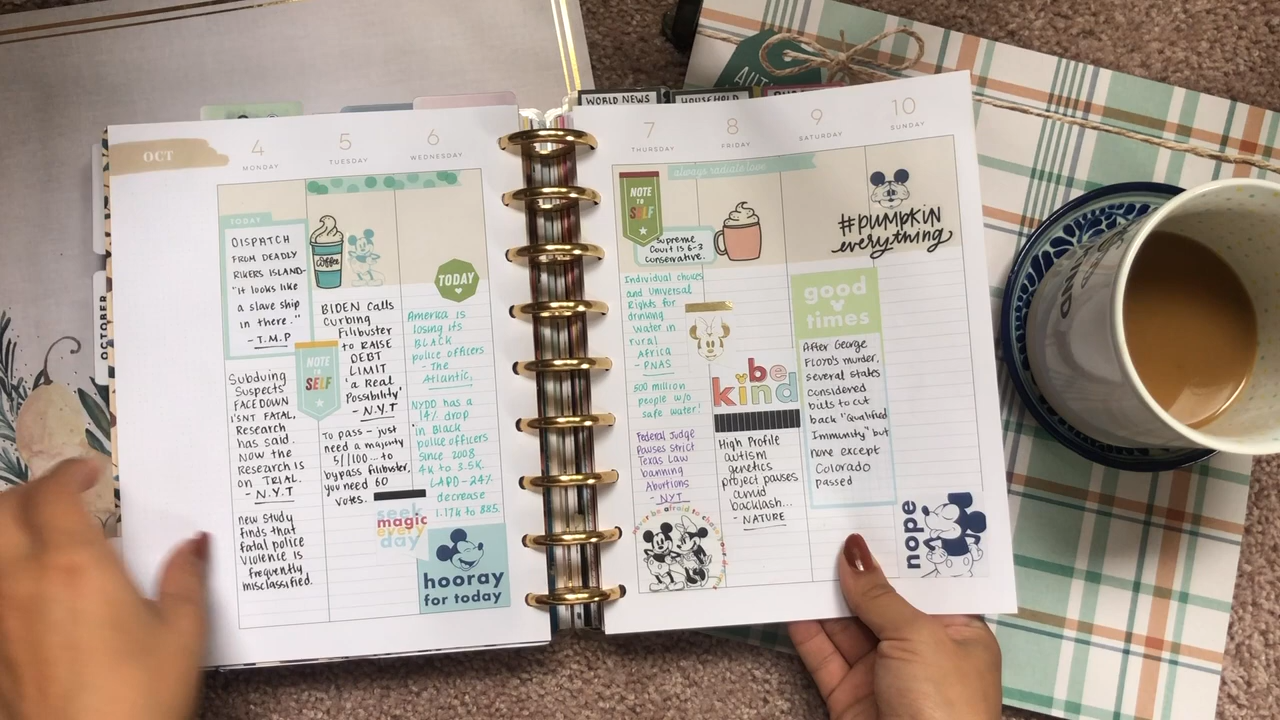 OCT
4
MONDAY
5
TUESDAY
6
WEDNESDAY
TODAY
DISPATCH
FROM DEADLY
RIKERS ISLAND-
"it looks like
a slave ship
in there."
- T.M.P
Subduing
Suspects
FACE DOWN
ISN'T FATAL,
Research
has said.
Now the
Research is
on TRIAL.
- N.Y.T
new study
finds that
fatal police
violence is
frequently
misclassified.
coffee
BIDEN Calls
Curbing
Filibuster
to RAISE
DEBT
LIMIT
'a Real
Possibility'
- N.Y.T
NOTE
TO
SELF
To pass - just
need a majority
51/100... to
bypass filibuster,
you need 60
votes.
seek
magic
every
day
TODAY
America is
losing its
BLACK
police officers.
- The
Atlantic.
NYPD has a
14% drop
in Black
police officers
since 2008.
4K to 3.5K.
LAPD - 24%
decrease
1.17K to 885.
hooray
for today
WORLD NEWS
HOUSEHOLD
7
THURSDAY
8
FRIDAY
9
SATURDAY
10
SUNDAY
always radiate love
NOTE
TO
SELF
Supreme
Court is 6-3
conservative.
Individual choices
and Universal
Rights for
drinking
Water in
rural
Africa
- PNAS
500 million
people w/o
safe water!
Federal Judge
Pauses strict
Texas Law
banning
Abortions
- NYT
never be afraid to chase your
be
kind
High Profile
autism
genetics
project pauses
amid
backlash...
- NATURE
good
times
After George
Floyd's murder,
several states
Considered
bills to cut
back "Qualified
Immunity" but
none except
Colorado
passed
#PUMPKIN
everything
nope
OCTOBER